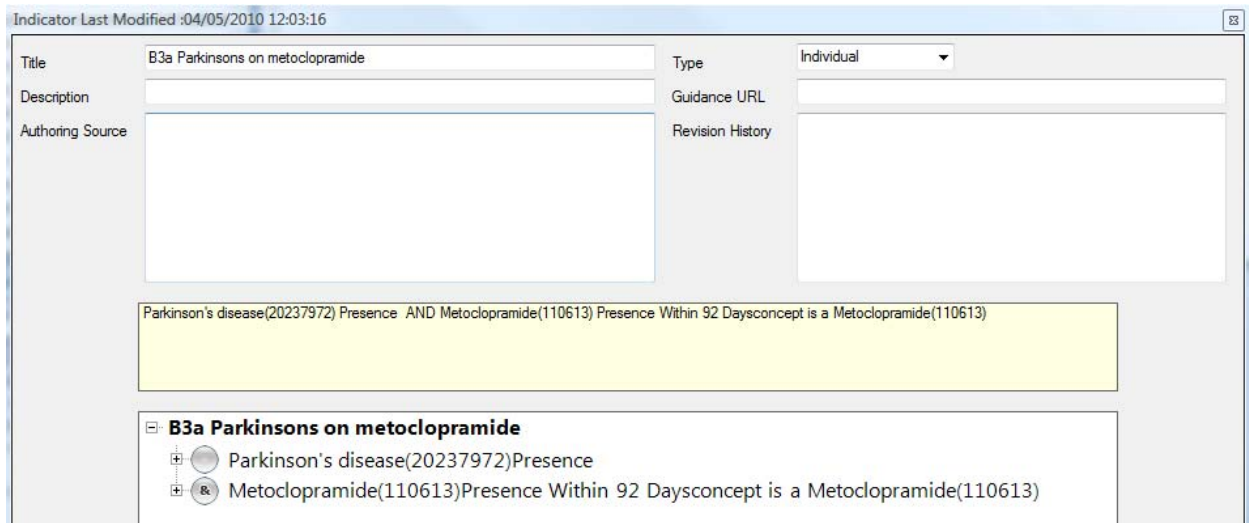 Indicator Last Modified :04/05/2010 12:03:16
Title B3a Parkinsons on metoclopramide Type Individual
Description Guidance URL
Authoring Source Revision History
Parkinson's disease(20237972) Presence AND Metoclopramide(110613) Presence Within 92 Daysconcept is a Metoclopramide(110613)
B3a Parkinsons on metoclopramide
Parkinson's disease(20237972)Presence
& Metoclopramide(110613)Presence Within 92 Daysconcept is a Metoclopramide(110613)